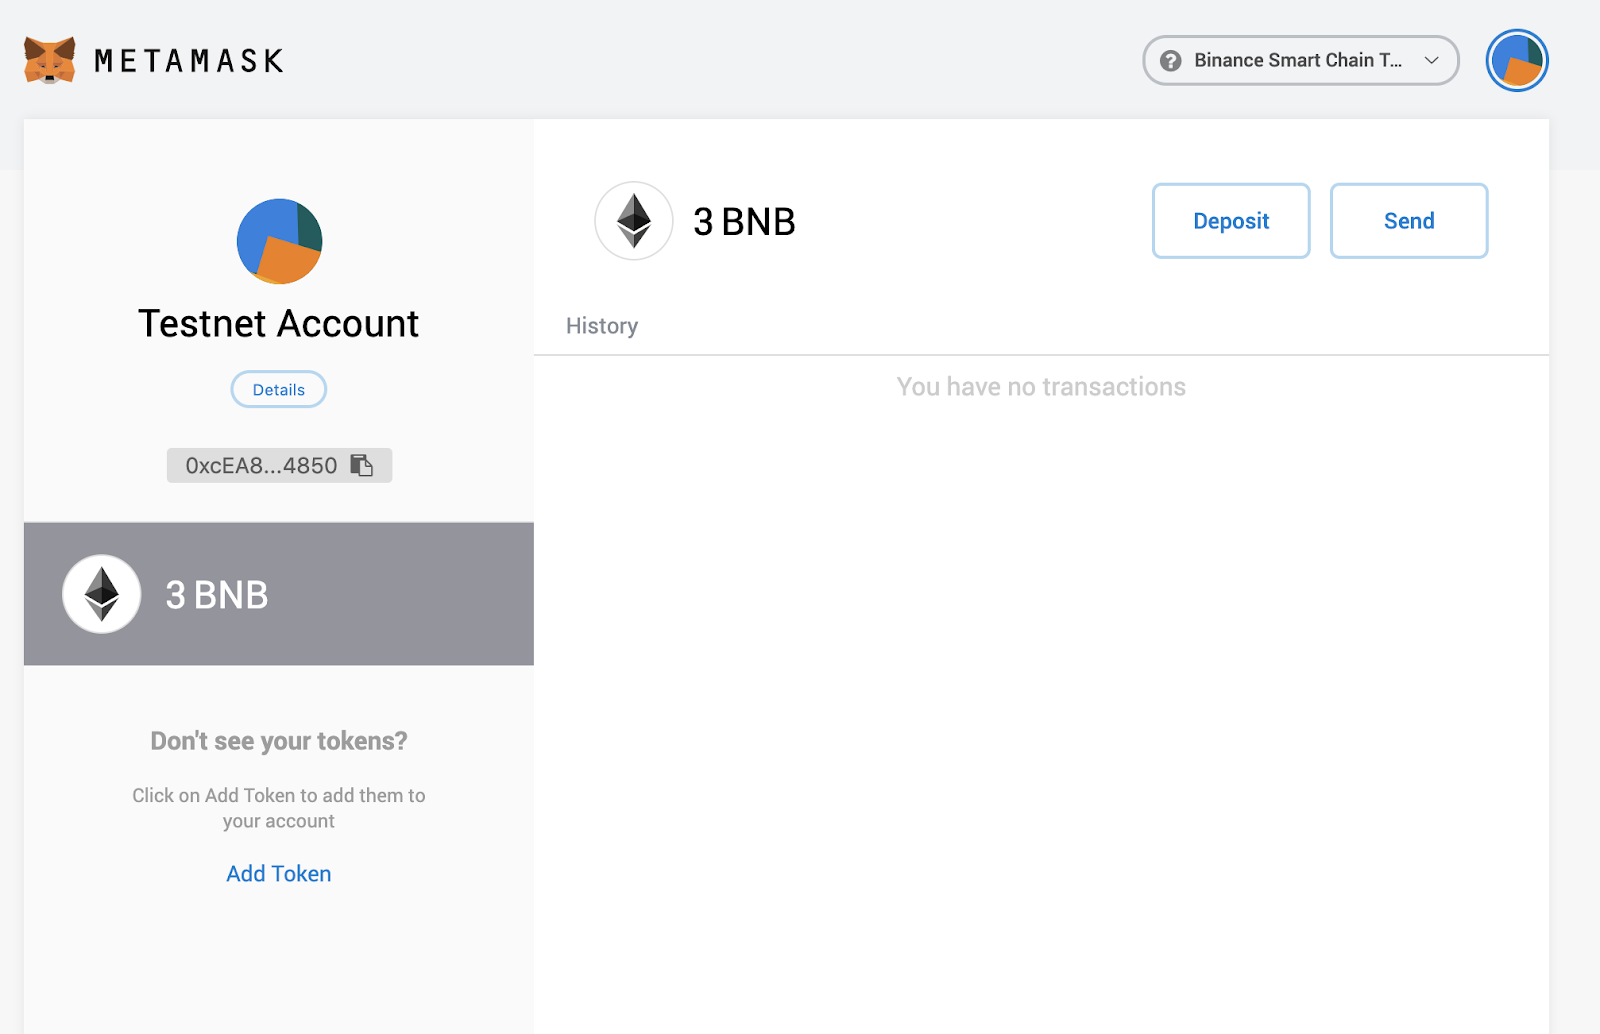 METAMASK
? Binance Smart Chain T...
Testnet Account
Details
0xcEA8...4850
3 BNB
Don't see your tokens?
Click on Add Token to add them to
your account
Add Token
3 BNB
Deposit
Send
History
You have no transactions